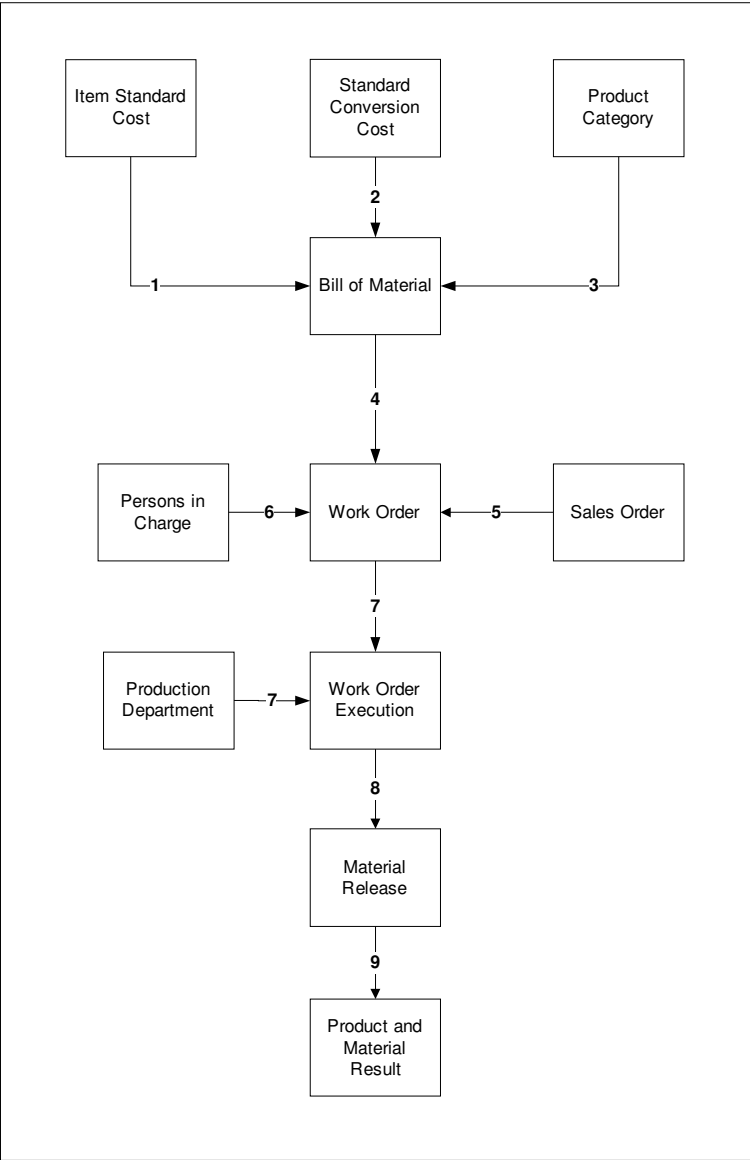 Item Standard
Cost
Standard
Conversion
Cost
Product
Category
2
1
Bill of Material
3
4
Persons in
Charge
6
Work Order
5
Sales Order
7
Production
Department
7
Work Order
Execution
8
Material
Release
9
Product and
Material
Result